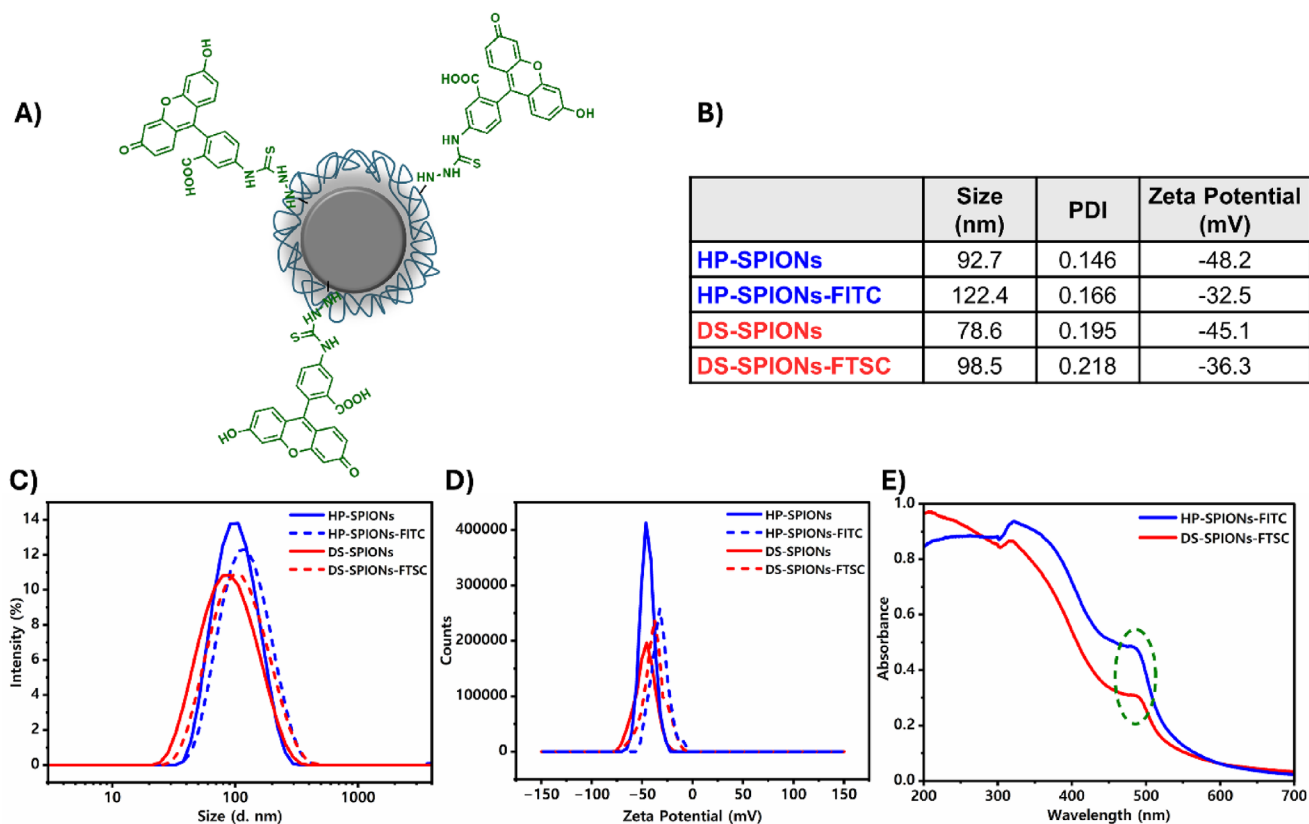 A)
OH
O
O
HOOC
N
H
S
HN
HN
O
O
OH
HOOC
NH
S
HN
NH
NH
HN
S
NH
COOH
HO
O
O
B)
Size (nm) PDI Zeta Potential (mV)
HP-SPIONs 92.7 0.146 -48.2
HP-SPIONs-FITC 122.4 0.166 -32.5
DS-SPIONs 78.6 0.195 -45.1
DS-SPIONs-FTSC 98.5 0.218 -36.3
C)
HP-SPIONs
HP-SPIONs-FITC
DS-SPIONs
DS-SPIONs-FTSC
14
12
10
8
6
4
2
0
Intensity (%)
10 100 1000
Size (d. nm)
D)
HP-SPIONs
HP-SPIONs-FITC
DS-SPIONs
DS-SPIONs-FTSC
400000
300000
200000
100000
0
Counts
−150 −100 −50 0 50 100 150
Zeta Potential (mV)
E)
HP-SPIONs-FITC
DS-SPIONs-FTSC
1.0
0.8
0.6
0.4
0.2
0.0
Absorbance
200 300 400 500 600 700
Wavelength (nm)